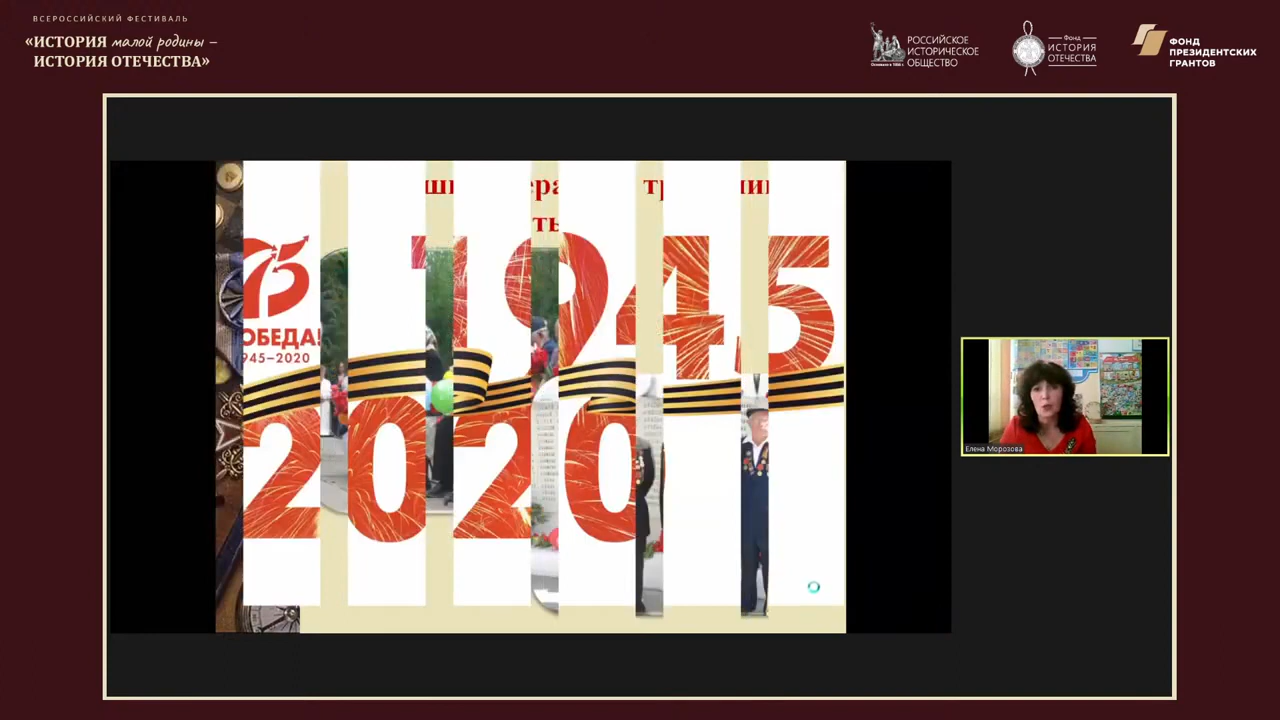 ВСЕРОССИЙСКИЙ ФЕСТИВАЛЬ
«ИСТОРИЯ малой родины –
ИСТОРИЯ ОТЕЧЕСТВА»
РОССИЙСКОЕ
ИСТОРИЧЕСКОЕ
ОБЩЕСТВО
Фонд
ИСТОРИЯ
ОТЕЧЕСТВА
ФОНД
ПРЕЗИДЕНТСКИХ
ГРАНТОВ
75
ОБЕДА!
945–2020
1945
2020
Елена Морозова